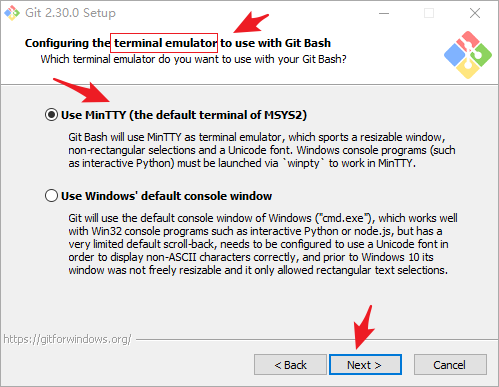 Git 2.30.0 Setup
Configuring the terminal emulator to use with Git Bash
Which terminal emulator do you want to use with your Git Bash?
Use MinTTY (the default terminal of MSYS2)
Git Bash will use MinTTY as terminal emulator, which sports a resizable window,
non-rectangular selections and a Unicode font. Windows console programs (such
as interactive Python) must be launched via `winpty` to work in MinTTY.
Use Windows' default console window
Git will use the default console window of Windows ("cmd.exe"), which works well
with Win32 console programs such as interactive Python or node.js, but has a
very limited default scroll-back, needs to be configured to use a Unicode font in
order to display non-ASCII characters correctly, and prior to Windows 10 its
window was not freely resizable and it only allowed rectangular text selections.
https://gitforwindows.org/
< Back
Next >
Cancel